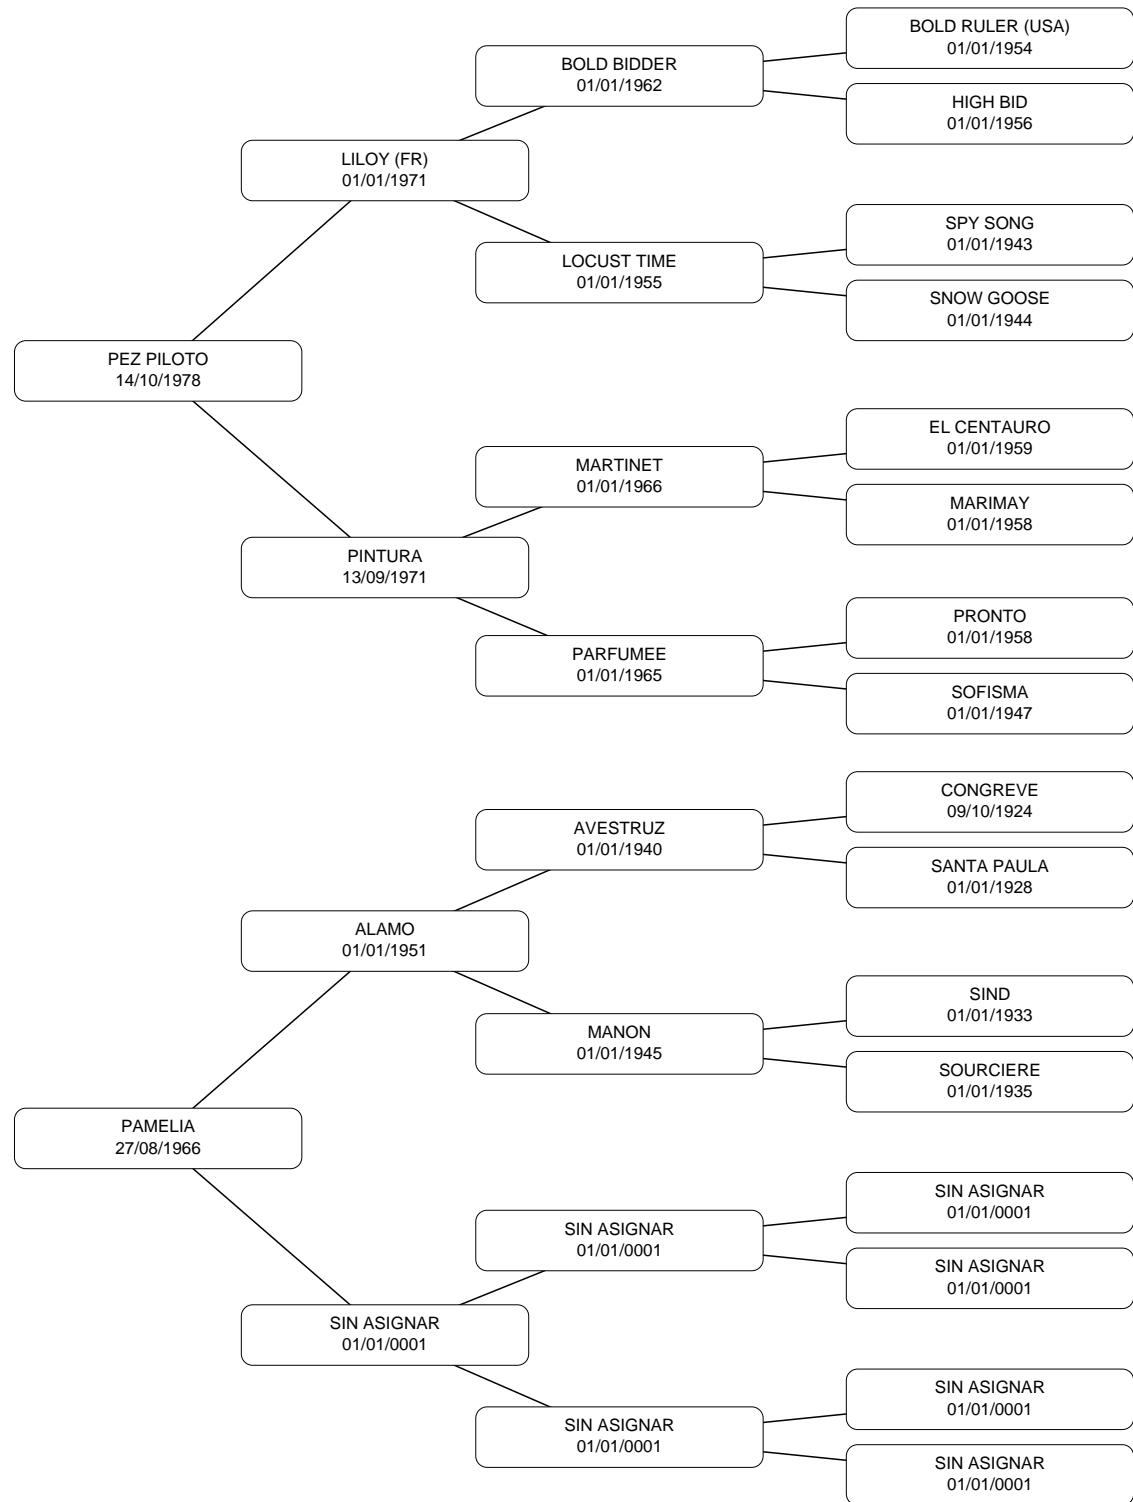 BOLD RULER (USA)
01/01/1954
BOLD BIDDER
01/01/1962
HIGH BID
01/01/1956
LILOY (FR)
01/01/1971
SPY SONG
01/01/1943
LOCUST TIME
01/01/1955
SNOW GOOSE
01/01/1944
PEZ PILOTO
14/10/1978
EL CENTAURO
01/01/1959
MARTINET
01/01/1966
MARIMAY
01/01/1958
PINTURA
13/09/1971
PRONTO
01/01/1958
PARFUMEE
01/01/1965
SOFISMA
01/01/1947
CONGREVE
09/10/1924
AVESTRUZ
01/01/1940
SANTA PAULA
01/01/1928
ALAMO
01/01/1951
SIND
01/01/1933
MANON
01/01/1945
SOURCIERE
01/01/1935
PAMELIA
27/08/1966
SIN ASIGNAR
01/01/0001
SIN ASIGNAR
01/01/0001
SIN ASIGNAR
01/01/0001
SIN ASIGNAR
01/01/0001
SIN ASIGNAR
01/01/0001
SIN ASIGNAR
01/01/0001
SIN ASIGNAR
01/01/0001